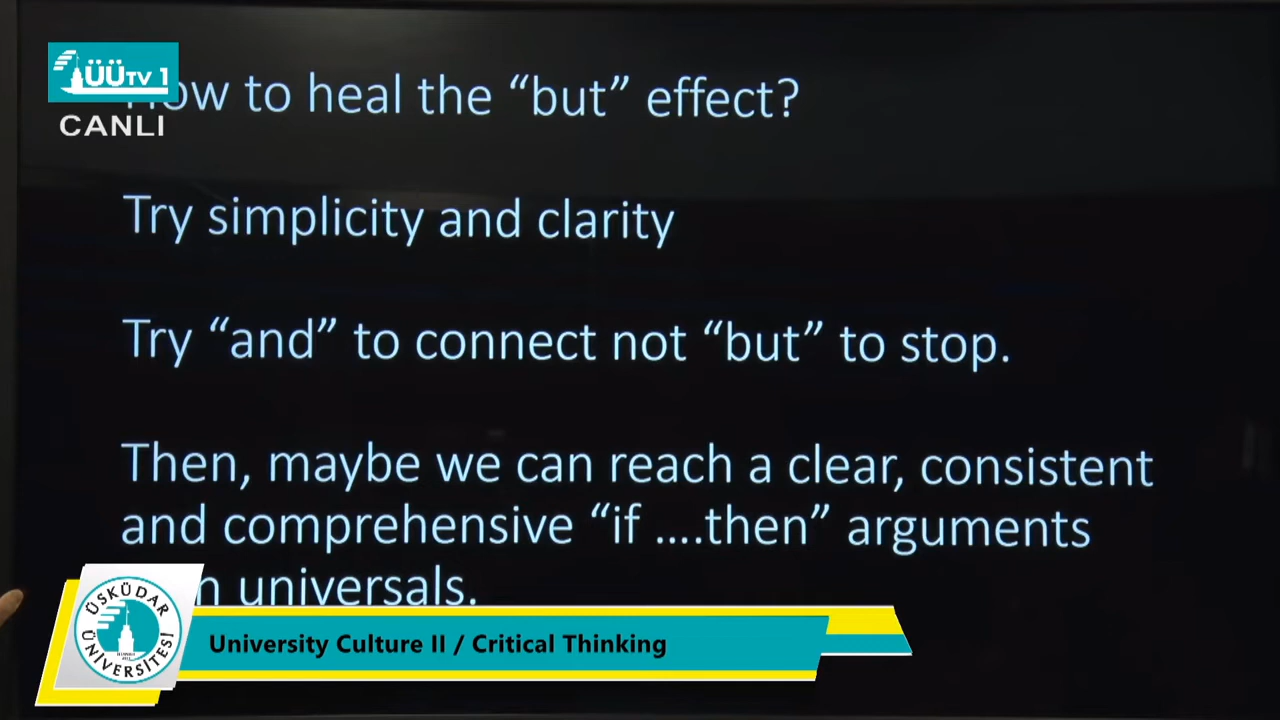 ÜÜTV 1
CANLI
to heal the “but” effect?
Try simplicity and clarity
Try “and” to connect not “but” to stop.
Then, maybe we can reach a clear, consistent
and comprehensive “if ....then” arguments
universals.
ÜSKÜDAR
ÜNİVERSİTESİ
University Culture II / Critical Thinking